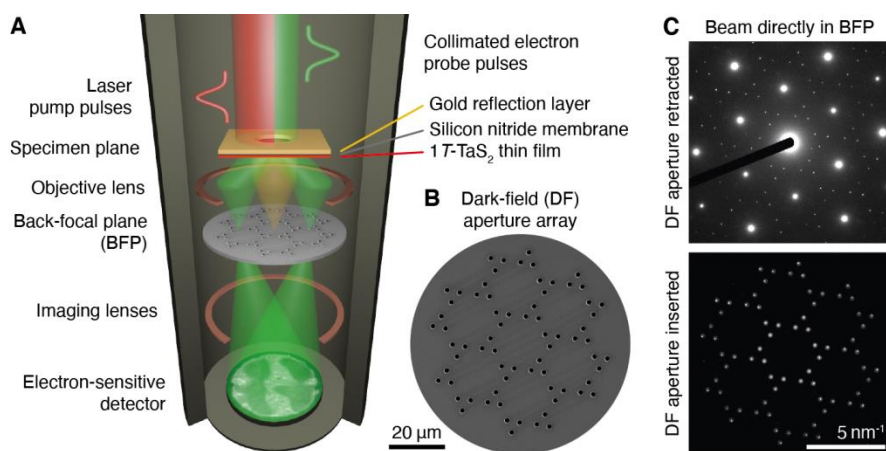 A
Laser
pump pulses
Collimated electron
probe pulses
Gold reflection layer
Silicon nitride membrane
1T-TaS₂ thin film
Specimen plane
Objective lens
Back-focal plane
(BFP)
Imaging lenses
Electron-sensitive
detector
B
Dark-field (DF)
aperture array
20 µm
C
Beam directly in BFP
DF aperture retracted
DF aperture inserted
5 nm⁻¹